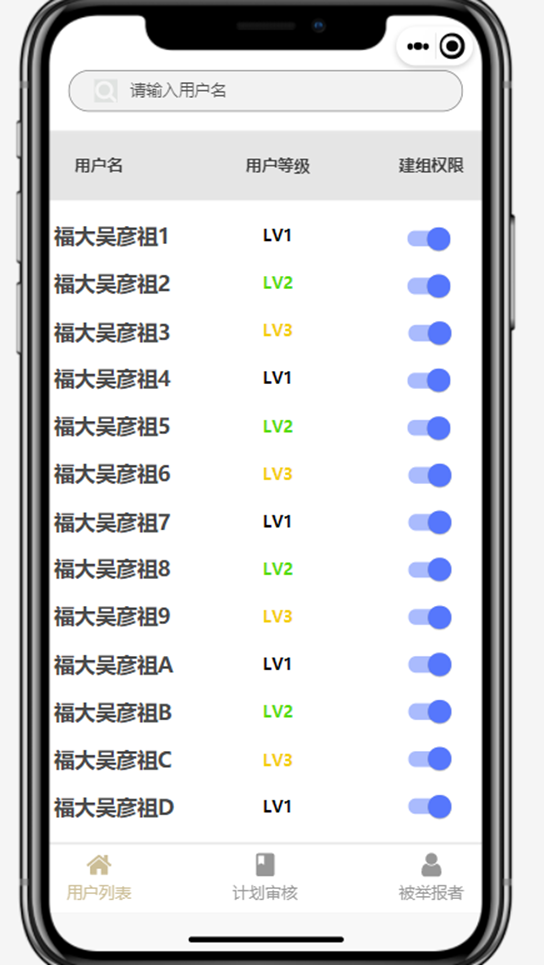 请输入用户名
用户名 用户等级 建组权限
福大吴彦祖1 LV1
福大吴彦祖2 LV2
福大吴彦祖3 LV3
福大吴彦祖4 LV1
福大吴彦祖5 LV2
福大吴彦祖6 LV3
福大吴彦祖7 LV1
福大吴彦祖8 LV2
福大吴彦祖9 LV3
福大吴彦祖A LV1
福大吴彦祖B LV2
福大吴彦祖C LV3
福大吴彦祖D LV1
用户列表 计划审核 被举报者